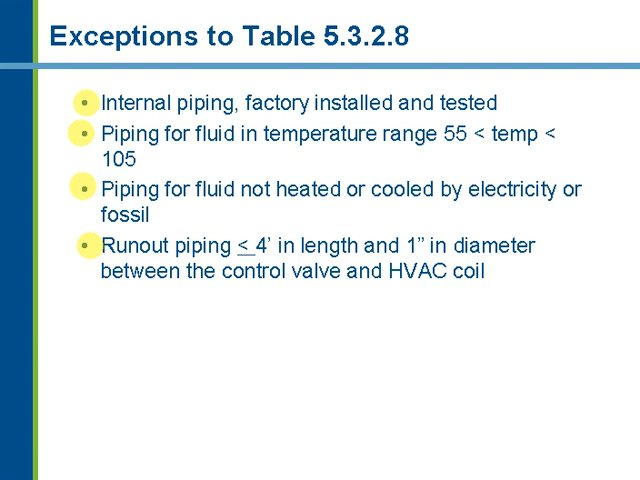 Exceptions to Table 5.3.2.8
• Internal piping, factory installed and tested
• Piping for fluid in temperature range 55 < temp <
105
• Piping for fluid not heated or cooled by electricity or
fossil
• Runout piping < 4’ in length and 1” in diameter
between the control valve and HVAC coil